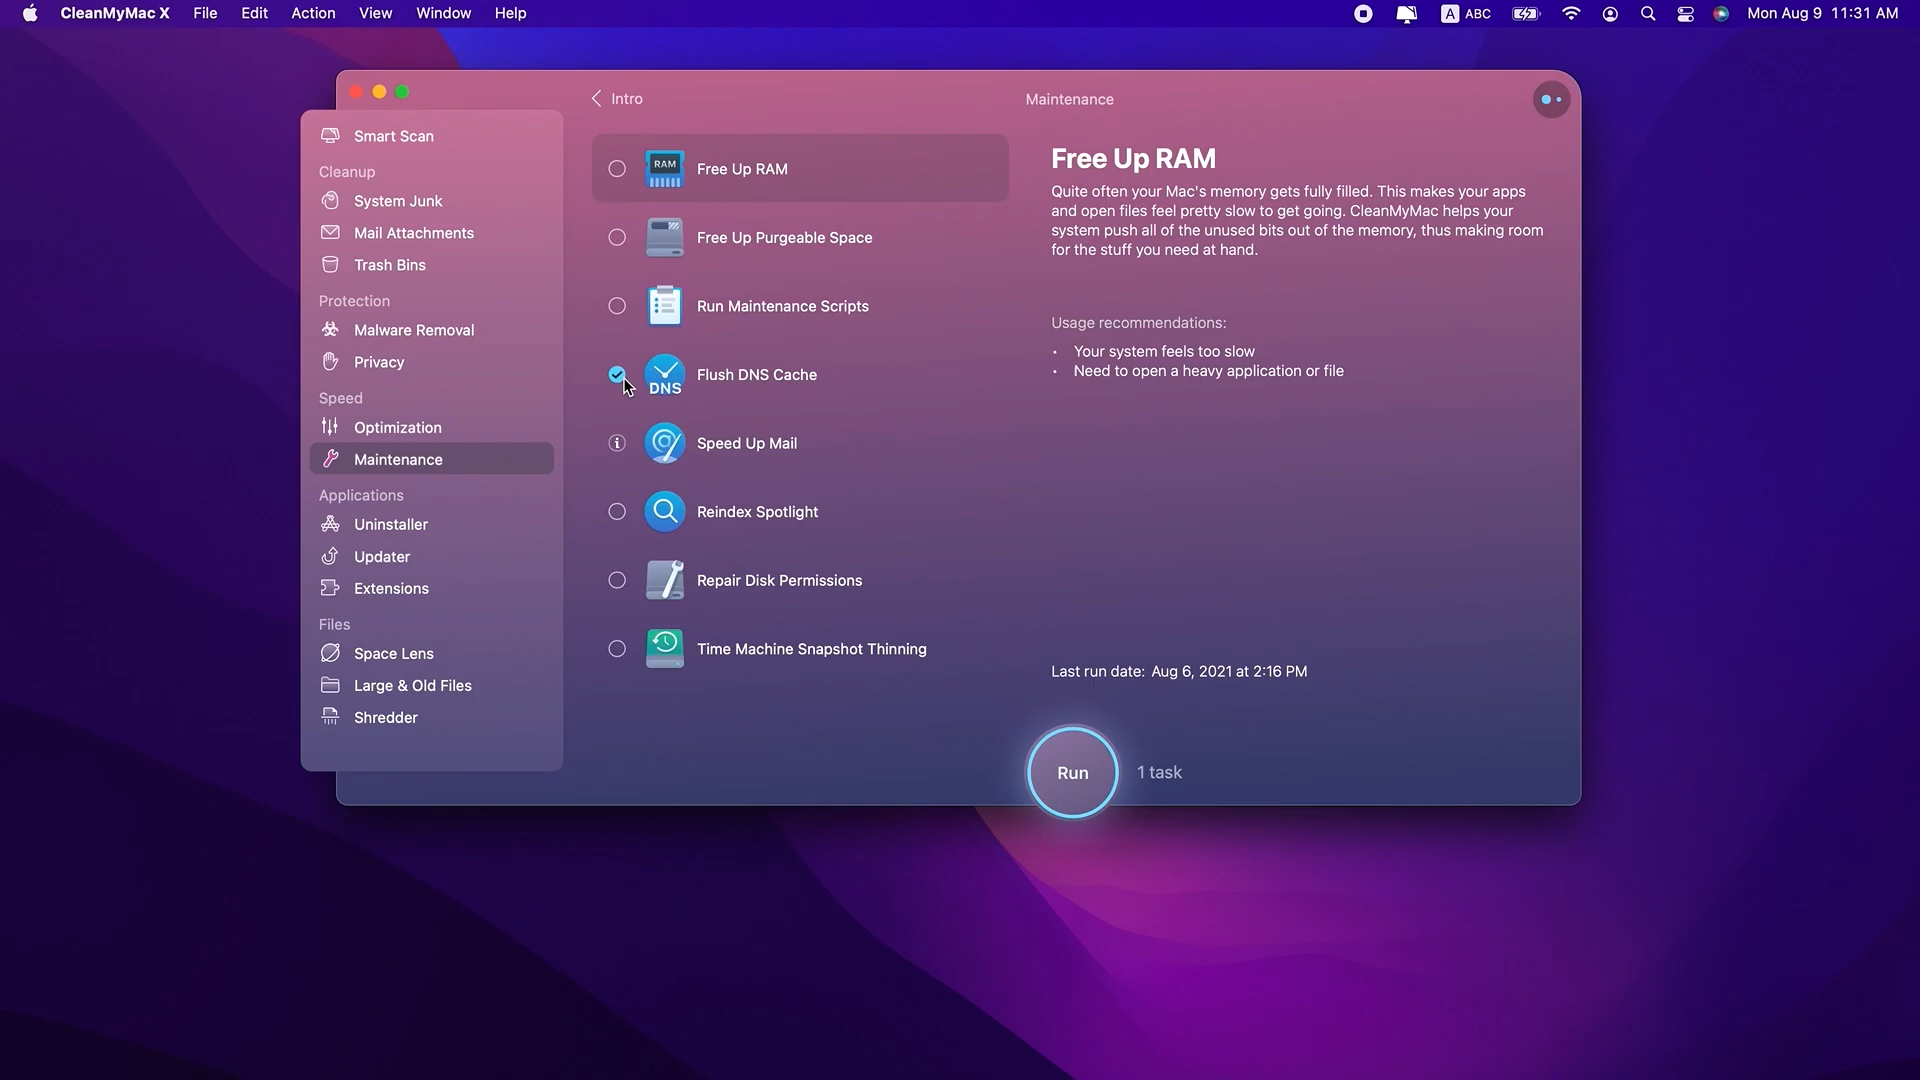 CleanMyMac X File Edit Action View Window Help A ABC Mon Aug 9 11:31 AM
Intro
Maintenance
Smart Scan
Cleanup
System Junk
Mail Attachments
Trash Bins
Protection
Malware Removal
Privacy
Speed
Optimization
Maintenance
Applications
Uninstaller
Updater
Extensions
Files
Space Lens
Large & Old Files
Shredder
RAM
Free Up RAM
Free Up Purgeable Space
Run Maintenance Scripts
DNS
Flush DNS Cache
Speed Up Mail
Reindex Spotlight
Repair Disk Permissions
Time Machine Snapshot Thinning
Free Up RAM
Quite often your Mac's memory gets fully filled. This makes your apps
and open files feel pretty slow to get going. CleanMyMac helps your
system push all of the unused bits out of the memory, thus making room
for the stuff you need at hand.
Usage recommendations:
• Your system feels too slow
• Need to open a heavy application or file
Last run date: Aug 6, 2021 at 2:16 PM
Run
1 task